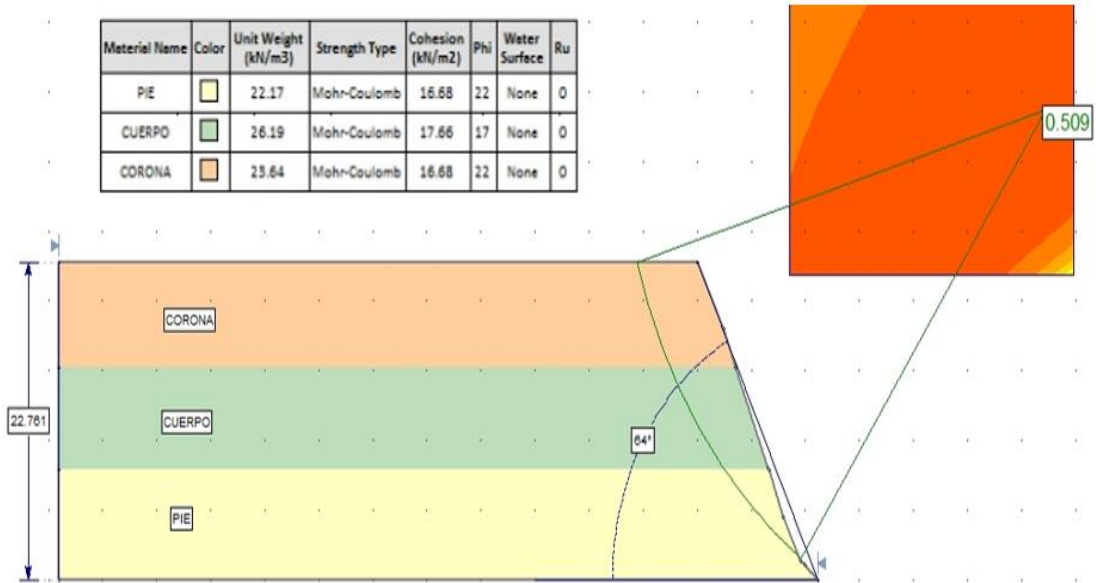 Material Name Color Unit Weight (kN/m3) Strength Type Cohesion (kN/m2) Phi Water Surface Ru
PIE 22.17 Mohr-Coulomb 16.68 22 None 0
CUERPO 26.19 Mohr-Coulomb 17.66 17 None 0
CORONA 23.64 Mohr-Coulomb 16.68 22 None 0
0.509
CORONA
22.761
CUERPO
64°
PIE